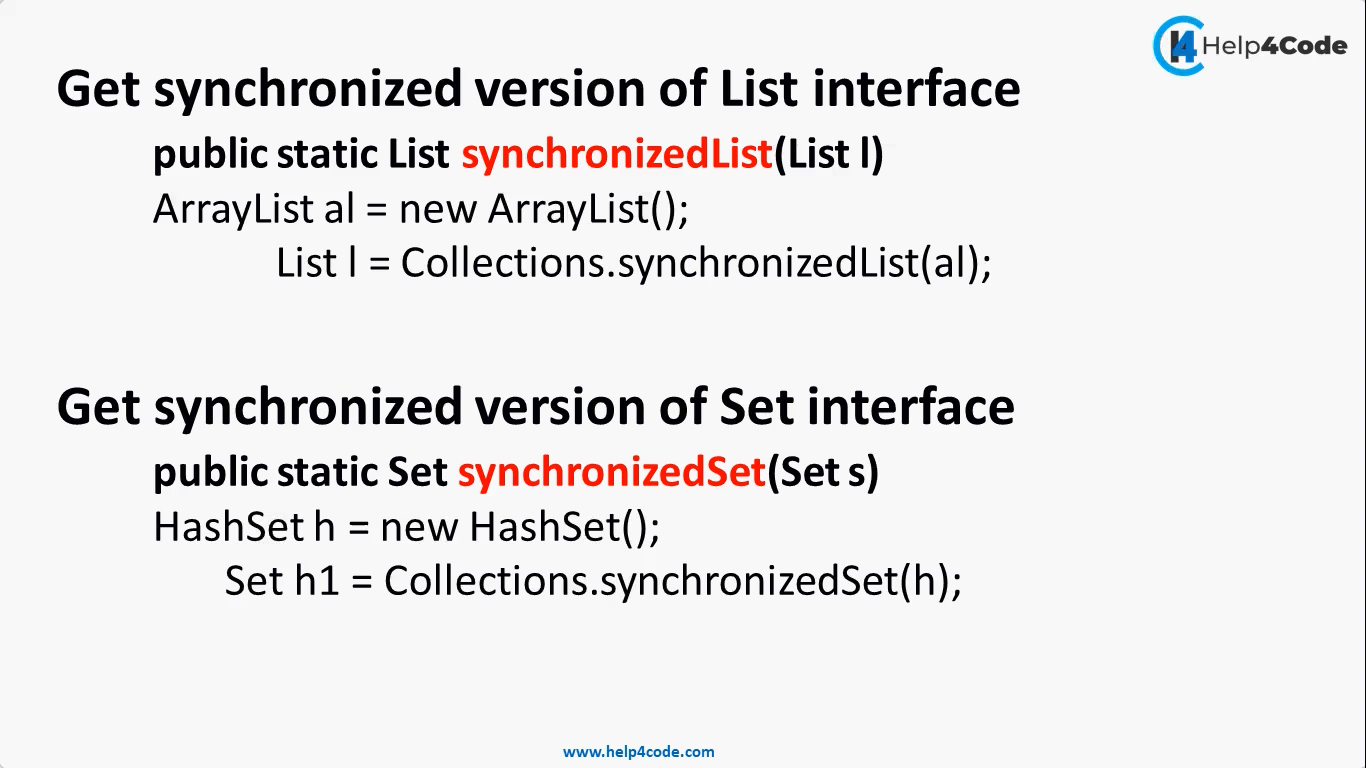 Help4Code
Get synchronized version of List interface
public static List synchronizedList(List l)
ArrayList al = new ArrayList();
List l = Collections.synchronizedList(al);
Get synchronized version of Set interface
public static Set synchronizedSet(Set s)
HashSet h = new HashSet();
Set h1 = Collections.synchronizedSet(h);
www.help4code.com